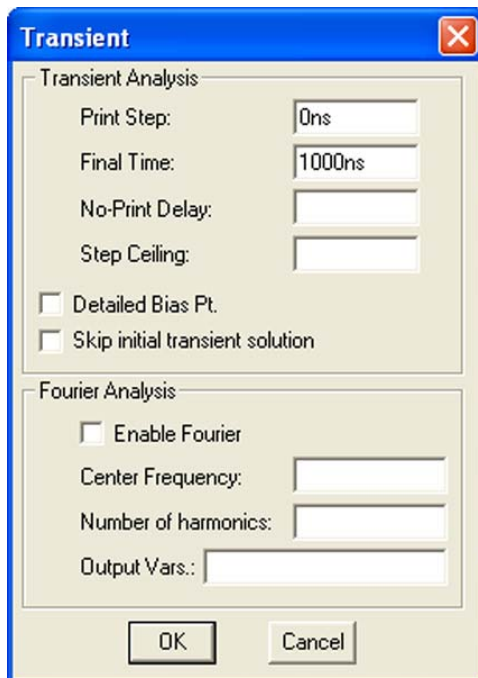 Transient
Transient Analysis
Print Step: 0ns
Final Time: 1000ns
No-Print Delay:
Step Ceiling:
Detailed Bias Pt.
Skip initial transient solution
Fourier Analysis
Enable Fourier
Center Frequency:
Number of harmonics:
Output Vars.:
OK Cancel